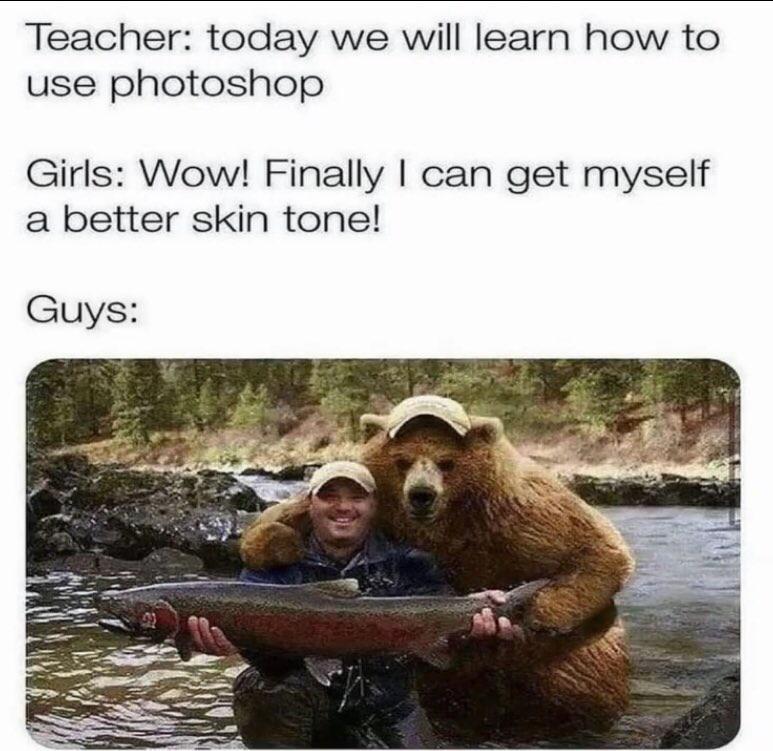 Teacher: today we will learn how to
use photoshop
Girls: Wow! Finally I can get myself
a better skin tone!
Guys: